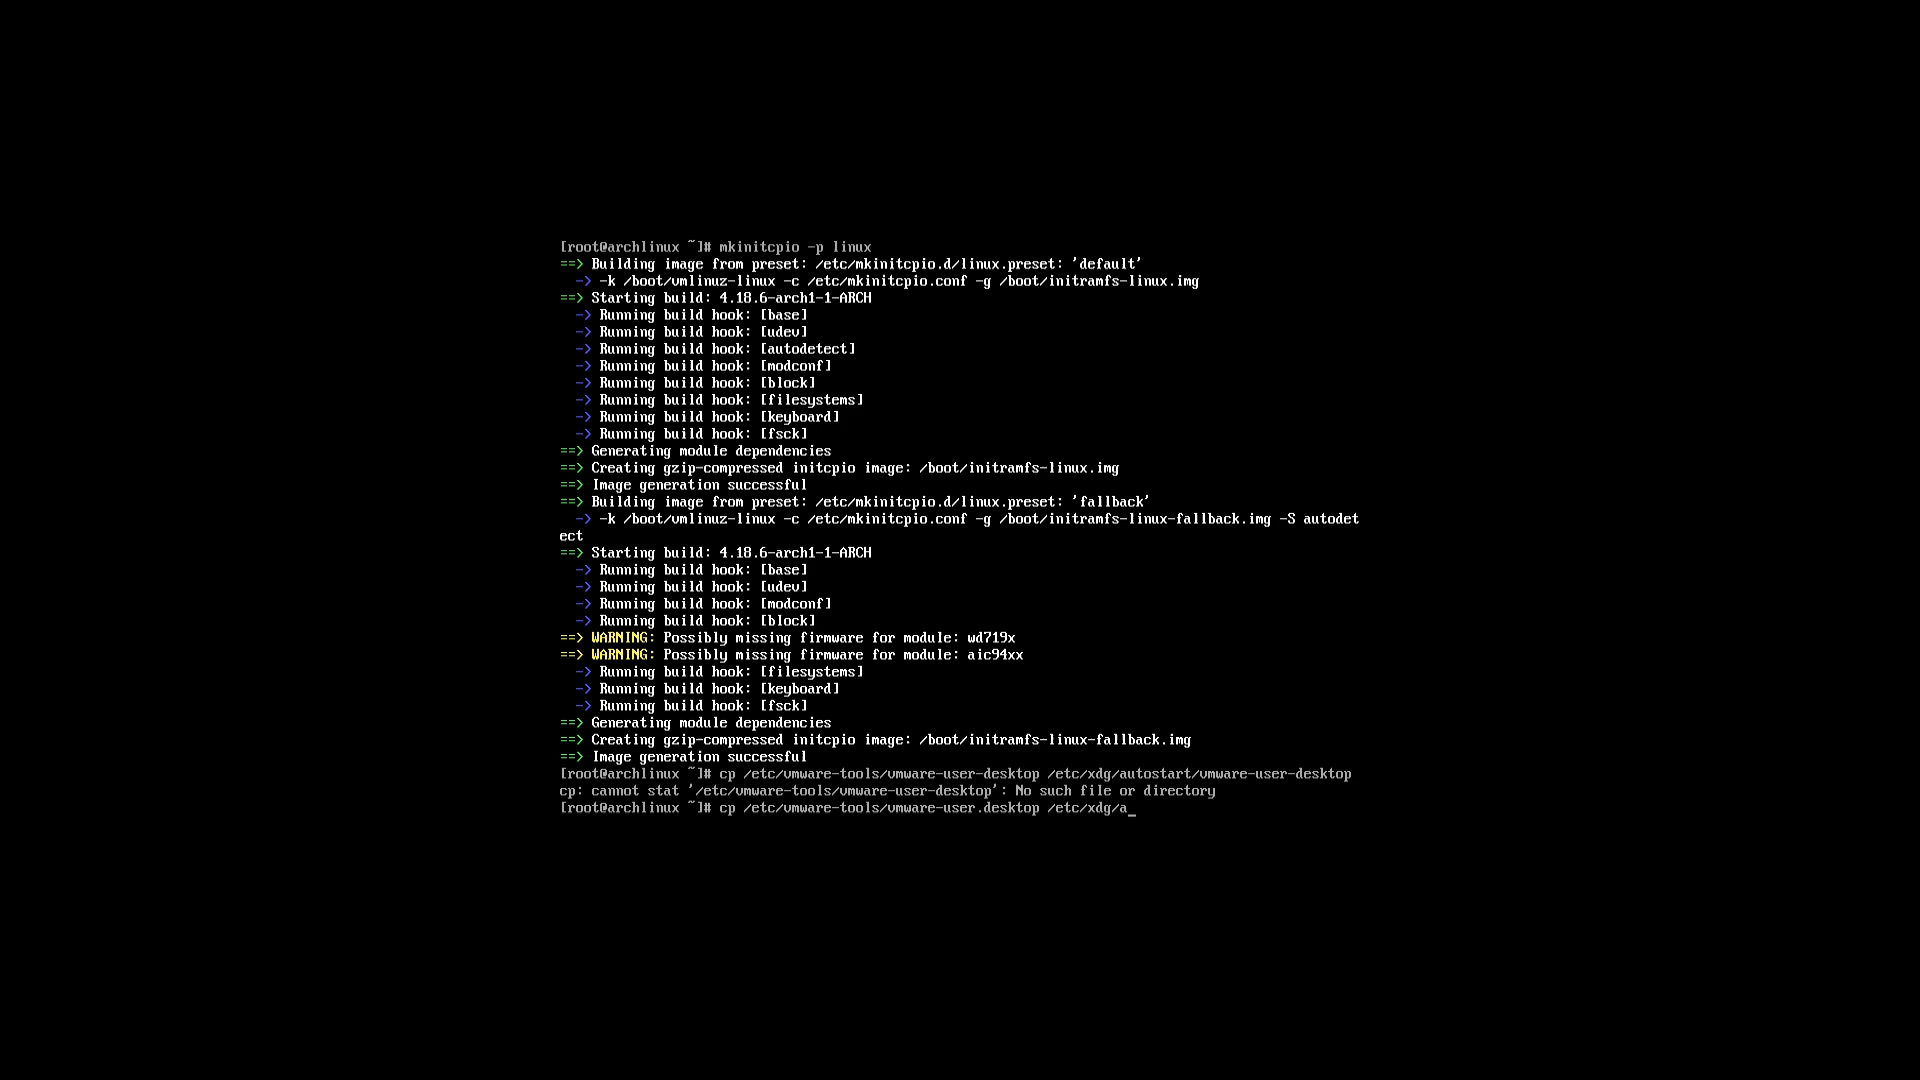 [root@archlinux ~]# mkinitcpio -p linux
==> Building image from preset: /etc/mkinitcpio.d/linux.preset: 'default'
  -> -k /boot/vmlinuz-linux -c /etc/mkinitcpio.conf -g /boot/initramfs-linux.img
==> Starting build: 4.18.6-arch1-1-ARCH
  -> Running build hook: [base]
  -> Running build hook: [udev]
  -> Running build hook: [autodetect]
  -> Running build hook: [modconf]
  -> Running build hook: [block]
  -> Running build hook: [filesystems]
  -> Running build hook: [keyboard]
  -> Running build hook: [fsck]
==> Generating module dependencies
==> Creating gzip-compressed initcpio image: /boot/initramfs-linux.img
==> Image generation successful
==> Building image from preset: /etc/mkinitcpio.d/linux.preset: 'fallback'
  -> -k /boot/vmlinuz-linux -c /etc/mkinitcpio.conf -g /boot/initramfs-linux-fallback.img -S autodet
ect
==> Starting build: 4.18.6-arch1-1-ARCH
  -> Running build hook: [base]
  -> Running build hook: [udev]
  -> Running build hook: [modconf]
  -> Running build hook: [block]
==> WARNING: Possibly missing firmware for module: wd719x
==> WARNING: Possibly missing firmware for module: aic94xx
  -> Running build hook: [filesystems]
  -> Running build hook: [keyboard]
  -> Running build hook: [fsck]
==> Generating module dependencies
==> Creating gzip-compressed initcpio image: /boot/initramfs-linux-fallback.img
==> Image generation successful
[root@archlinux ~]# cp /etc/vmware-tools/vmware-user-desktop /etc/xdg/autostart/vmware-user-desktop
cp: cannot stat '/etc/vmware-tools/vmware-user-desktop': No such file or directory
[root@archlinux ~]# cp /etc/vmware-tools/vmware-user.desktop /etc/xdg/a_